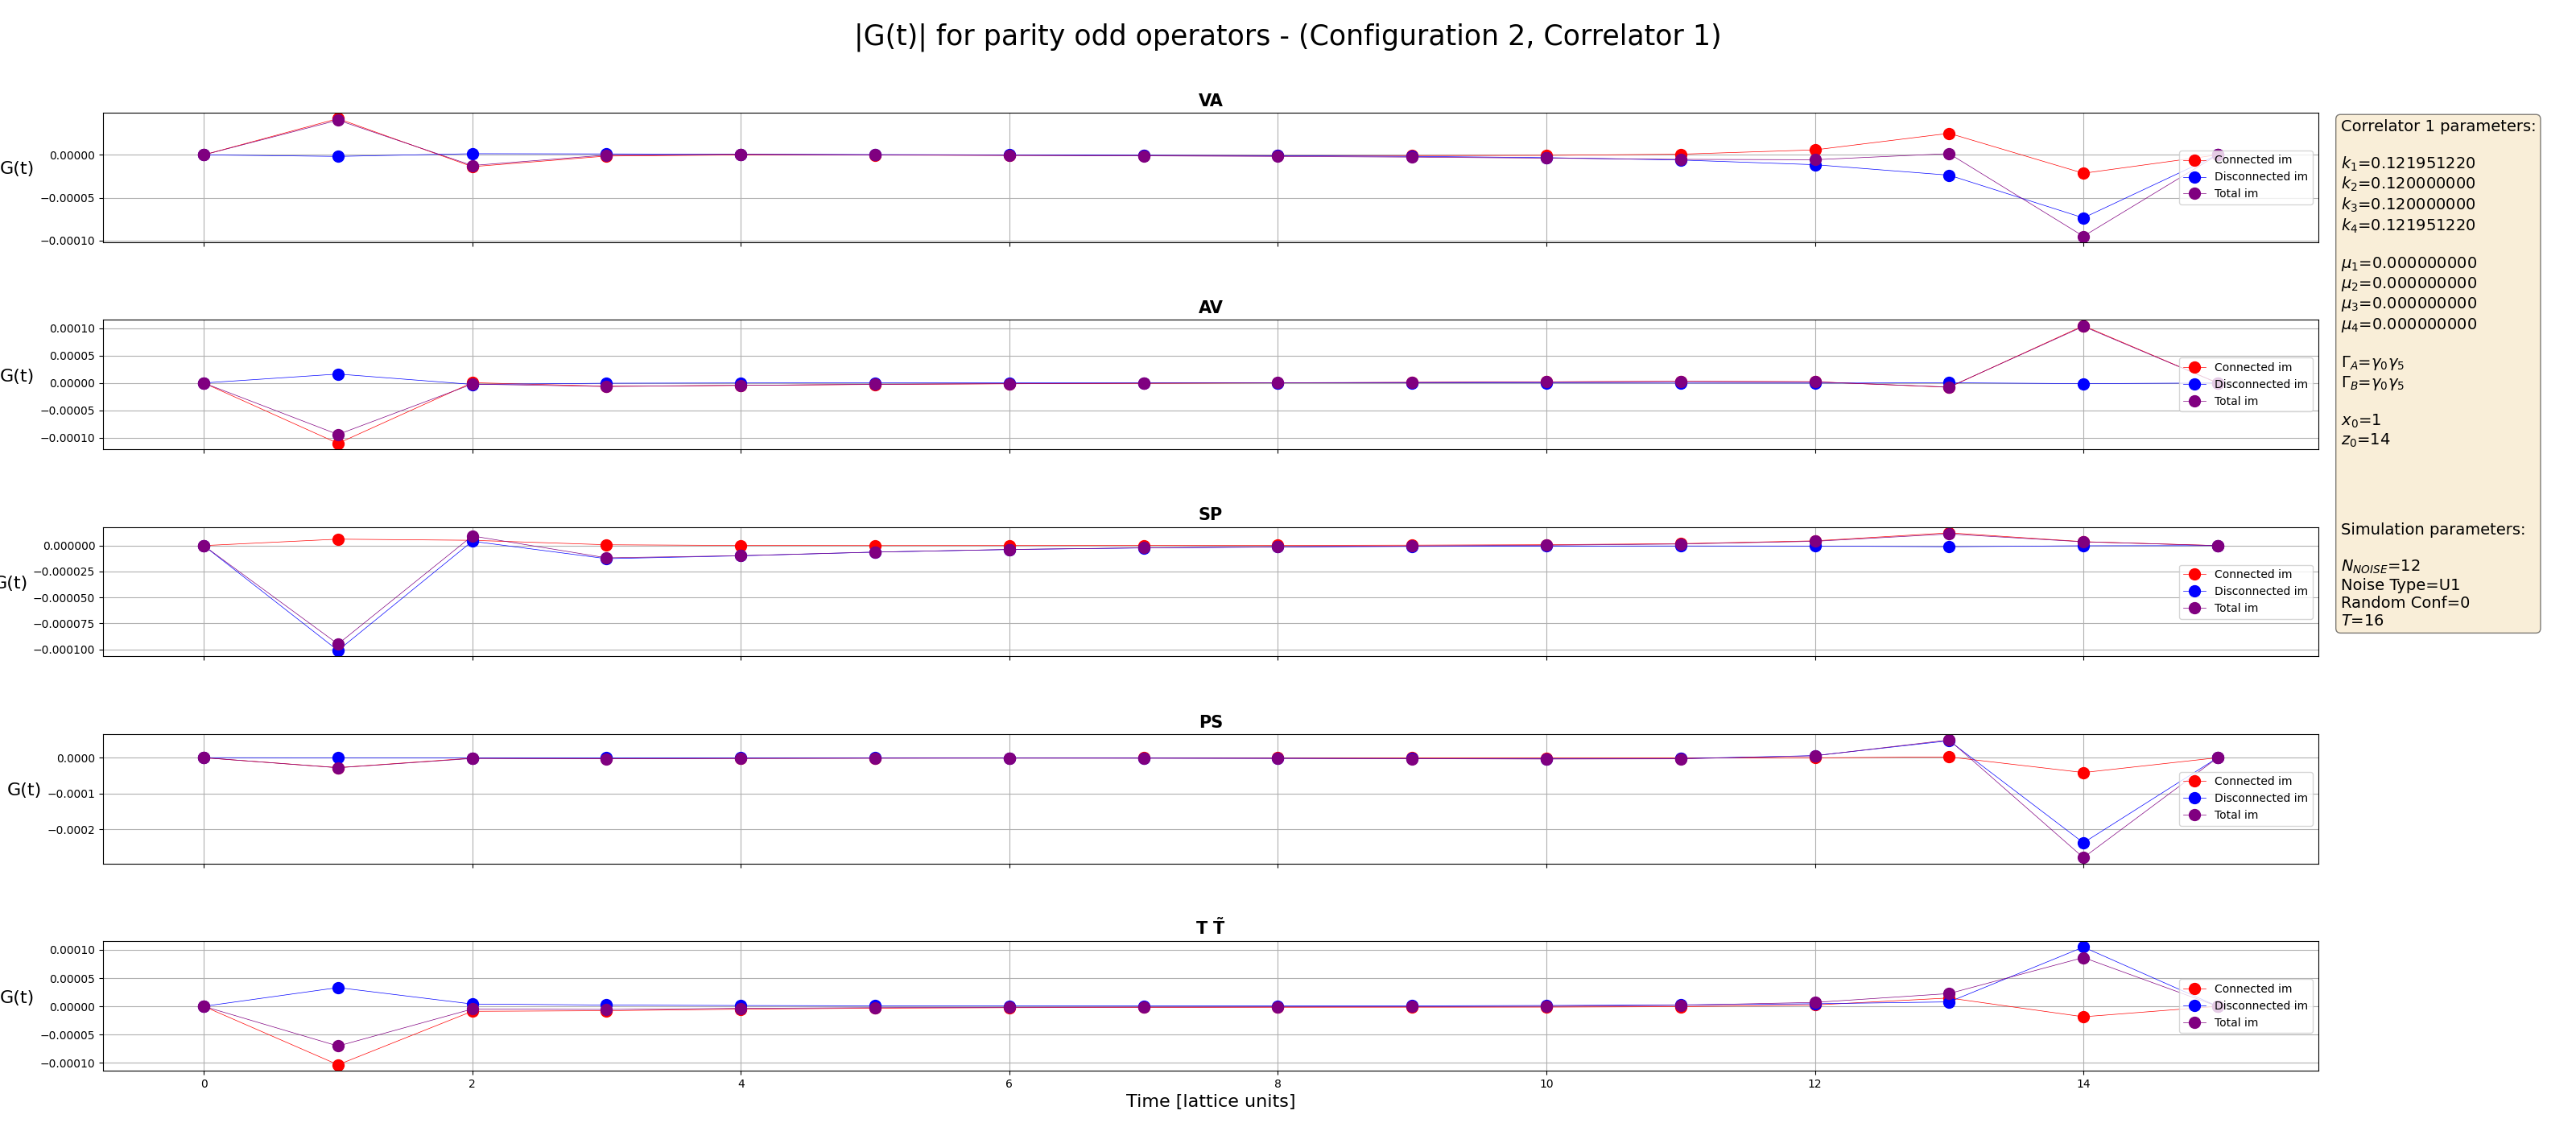 |G(t)| for parity odd operators - (Configuration 2, Correlator 1)
VA
G(t)
0.00000
−0.00005
−0.00010
Connected im
Disconnected im
Total im
AV
G(t)
0.00010
0.00005
0.00000
−0.00005
−0.00010
Connected im
Disconnected im
Total im
SP
G(t)
0.000000
−0.000025
−0.000050
−0.000075
−0.000100
Connected im
Disconnected im
Total im
PS
G(t)
0.0000
−0.0001
−0.0002
Connected im
Disconnected im
Total im
T T̃
G(t)
0.00010
0.00005
0.00000
−0.00005
−0.00010
Connected im
Disconnected im
Total im
0 2 4 6 8 10 12 14
Time [lattice units]
Correlator 1 parameters:
k₁=0.121951220
k₂=0.120000000
k₃=0.120000000
k₄=0.121951220
μ₁=0.000000000
μ₂=0.000000000
μ₃=0.000000000
μ₄=0.000000000
Γ_A=γ₀γ₅
Γ_B=γ₀γ₅
x₀=1
z₀=14
Simulation parameters:
N_NOISE=12
Noise Type=U1
Random Conf=0
T=16